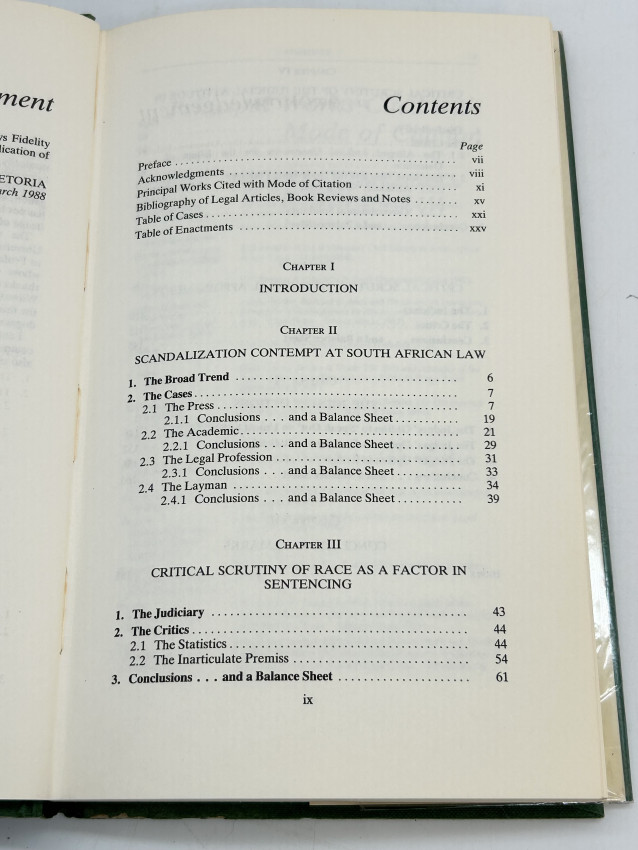 ment
ys Fidelity
lication of
ETORIA
arch 1988
Contents
Page
Preface ........ vii
Acknowledgments ........ viii
Principal Works Cited with Mode of Citation ........ xi
Bibliography of Legal Articles, Book Reviews and Notes ........ xv
Table of Cases ........ xxi
Table of Enactments ........ xxv
CHAPTER I
INTRODUCTION
CHAPTER II
SCANDALIZATION CONTEMPT AT SOUTH AFRICAN LAW
1. The Broad Trend ........ 6
2. The Cases ........ 7
2.1 The Press ........ 7
2.1.1 Conclusions . . . and a Balance Sheet ........ 19
2.2 The Academic ........ 21
2.2.1 Conclusions . . . and a Balance Sheet ........ 29
2.3 The Legal Profession ........ 31
2.3.1 Conclusions . . . and a Balance Sheet ........ 33
2.4 The Layman ........ 34
2.4.1 Conclusions . . . and a Balance Sheet ........ 39
CHAPTER III
CRITICAL SCRUTINY OF RACE AS A FACTOR IN
SENTENCING
1. The Judiciary ........ 43
2. The Critics ........ 44
2.1 The Statistics ........ 44
2.2 The Inarticulate Premiss ........ 54
3. Conclusions . . . and a Balance Sheet ........ 61
ix